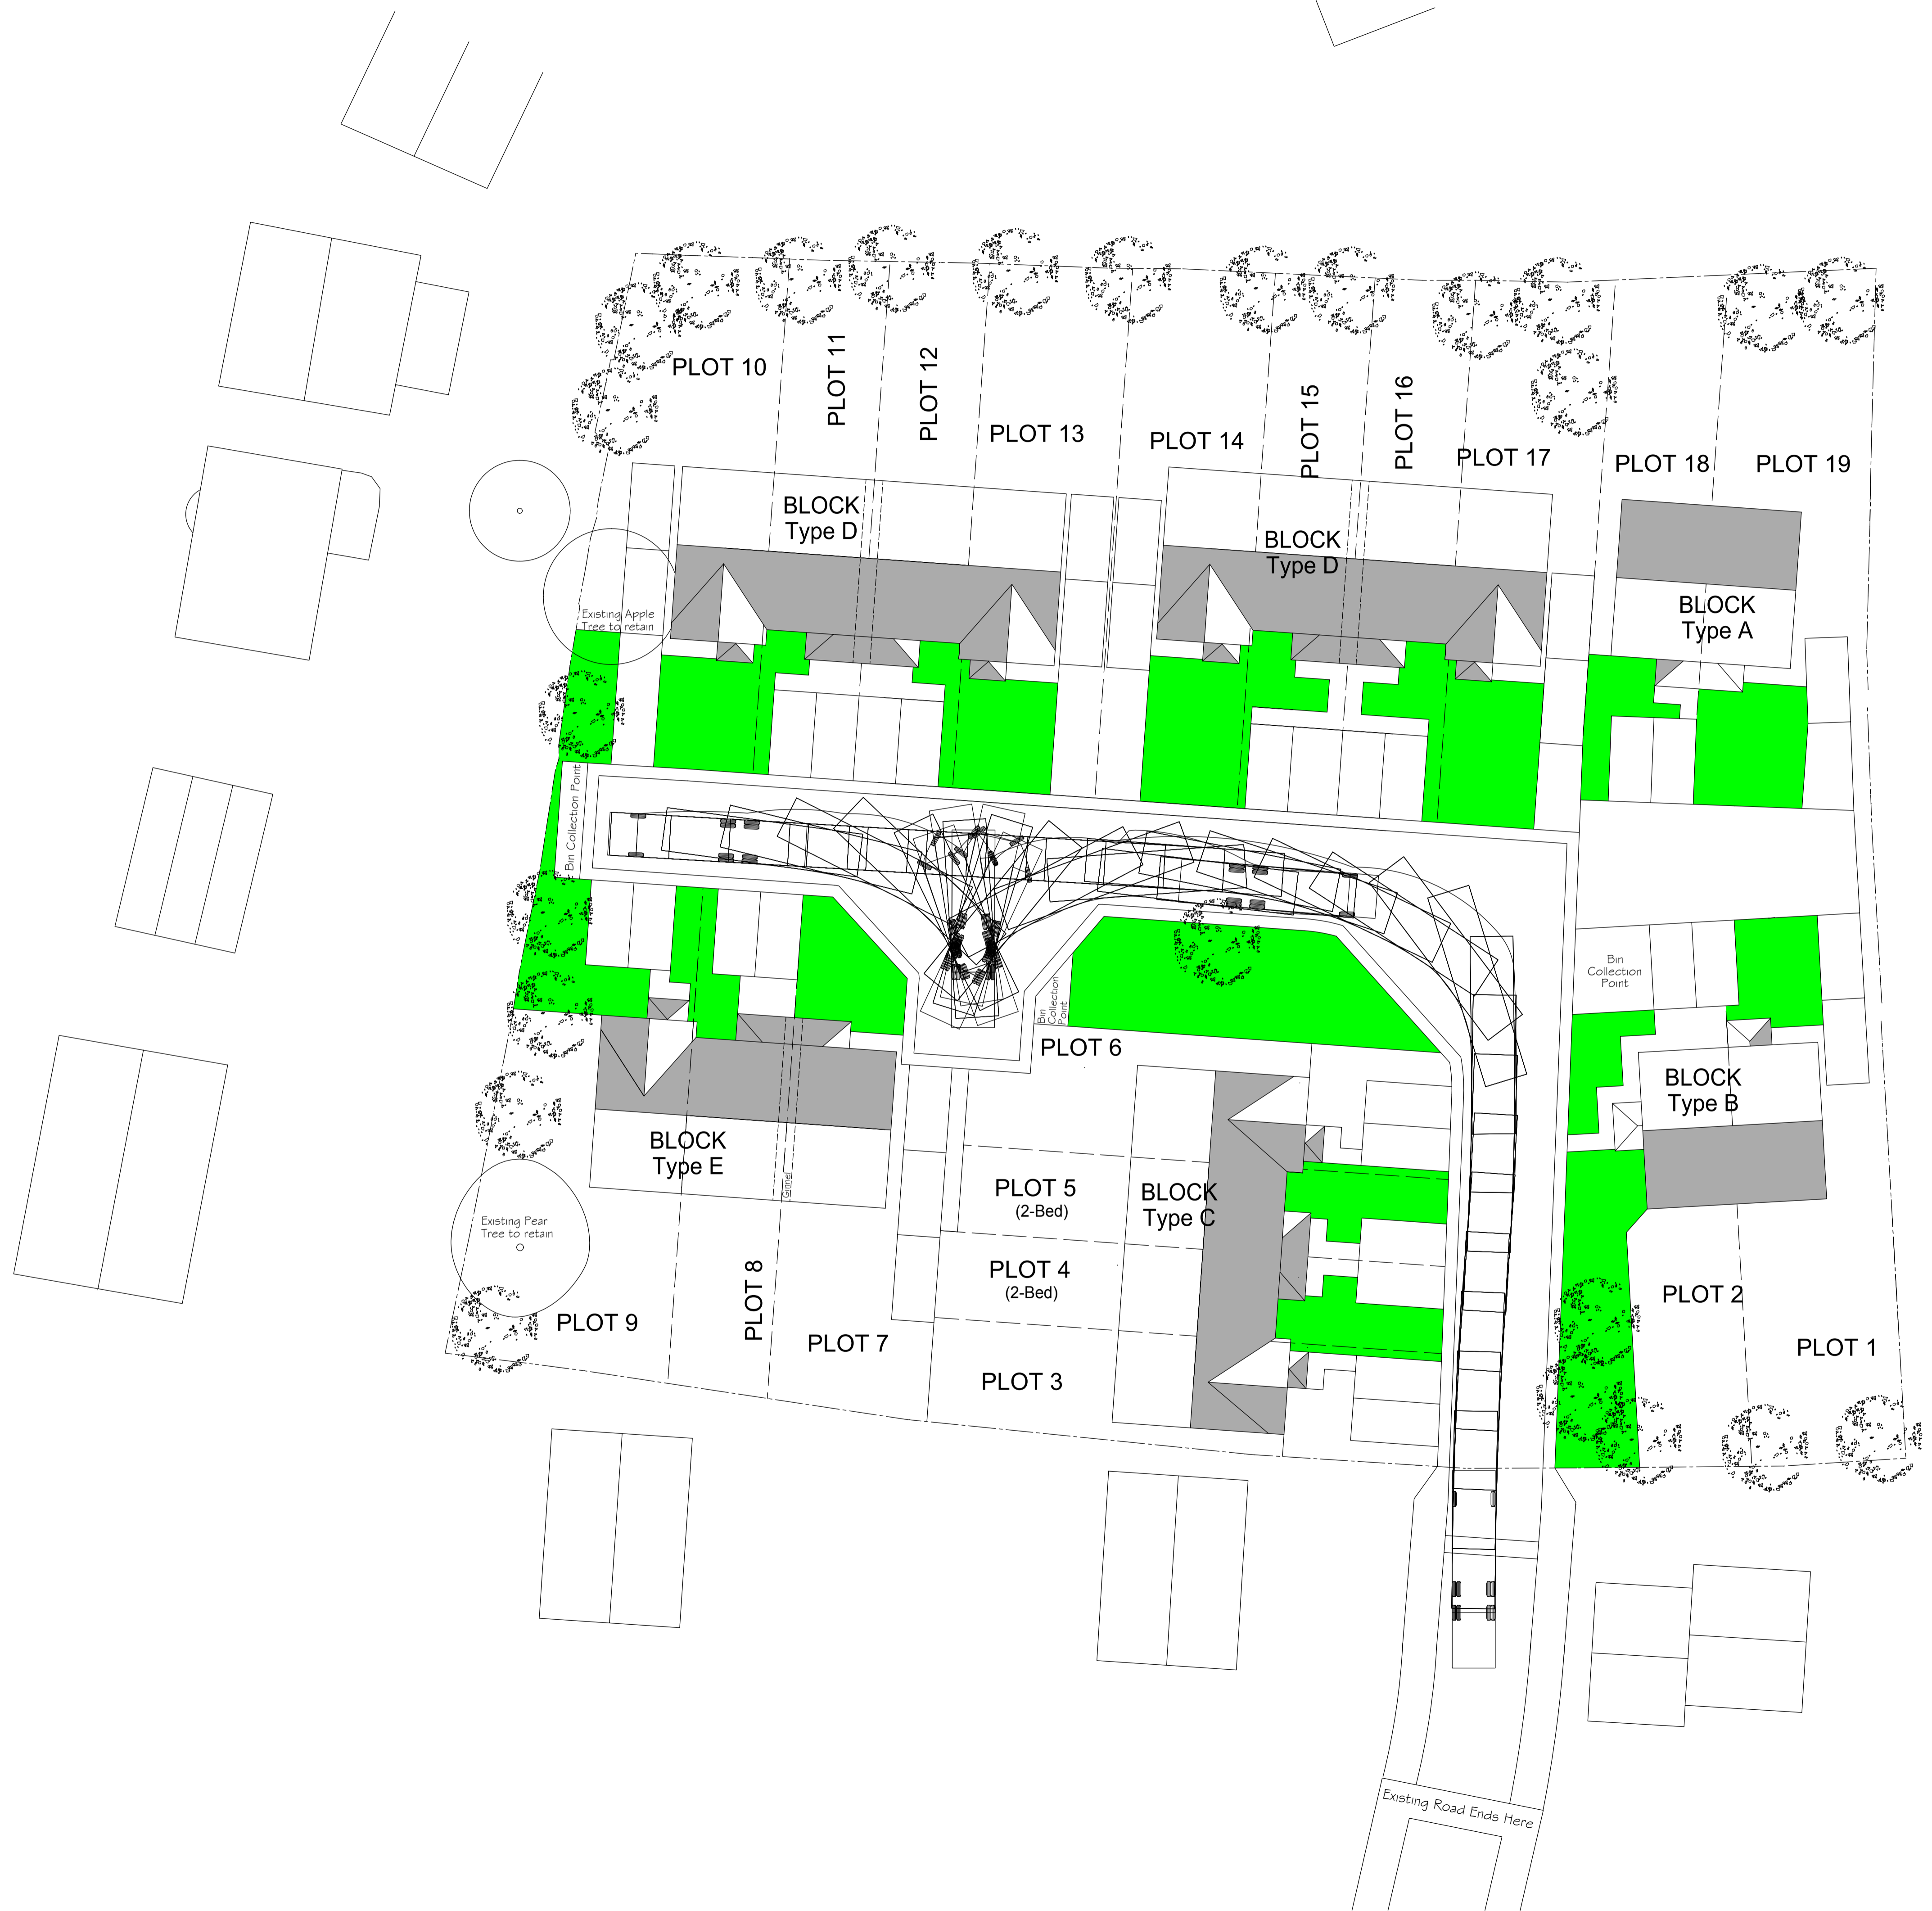 PLOT 10
PLOT 11
PLOT 12
PLOT 13
PLOT 14
PLOT 15
PLOT 16
PLOT 17
PLOT 18
PLOT 19
BLOCK
Type D
BLOCK
Type D
BLOCK
Type A
Existing Apple
Tree to retain
Bin Collection Point
Bin
Collection
Point
Bin
Collection
Point
PLOT 6
BLOCK
Type B
BLOCK
Type E
Ginnel
PLOT 5
(2-Bed)
BLOCK
Type C
Existing Pear
Tree to retain
PLOT 4
(2-Bed)
PLOT 2
PLOT 9
PLOT 8
PLOT 7
PLOT 3
PLOT 1
Existing Road Ends Here